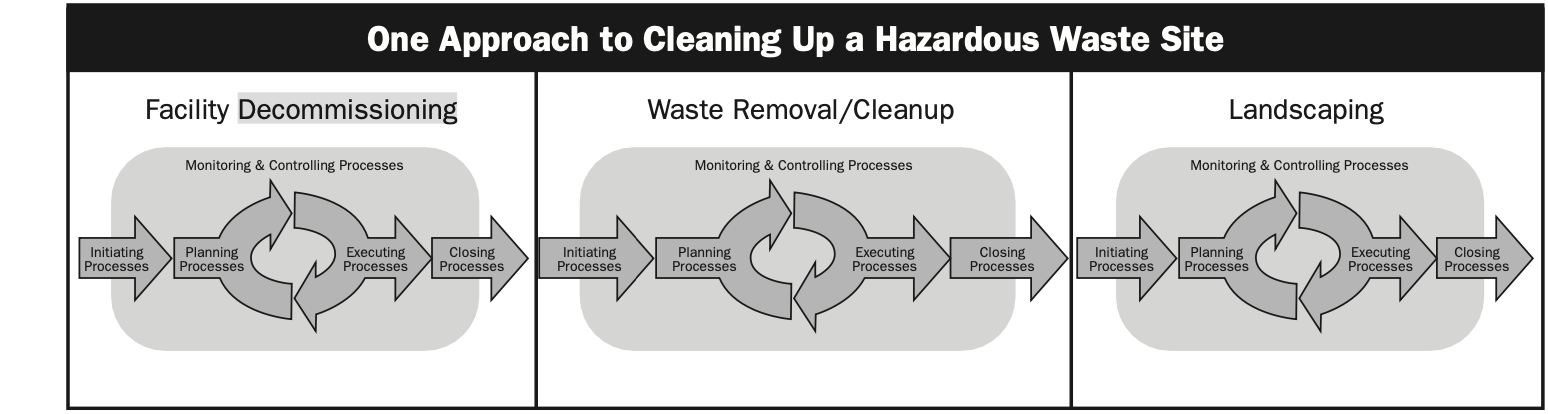 One Approach to Cleaning Up a Hazardous Waste Site
Facility Decommissioning
Monitoring & Controlling Processes
Initiating
Processes
Planning
Processes
Executing
Processes
Closing
Processes
Waste Removal/Cleanup
Monitoring & Controlling Processes
Initiating
Processes
Planning
Processes
Executing
Processes
Closing
Processes
Landscaping
Monitoring & Controlling Processes
Initiating
Processes
Planning
Processes
Executing
Processes
Closing
Processes